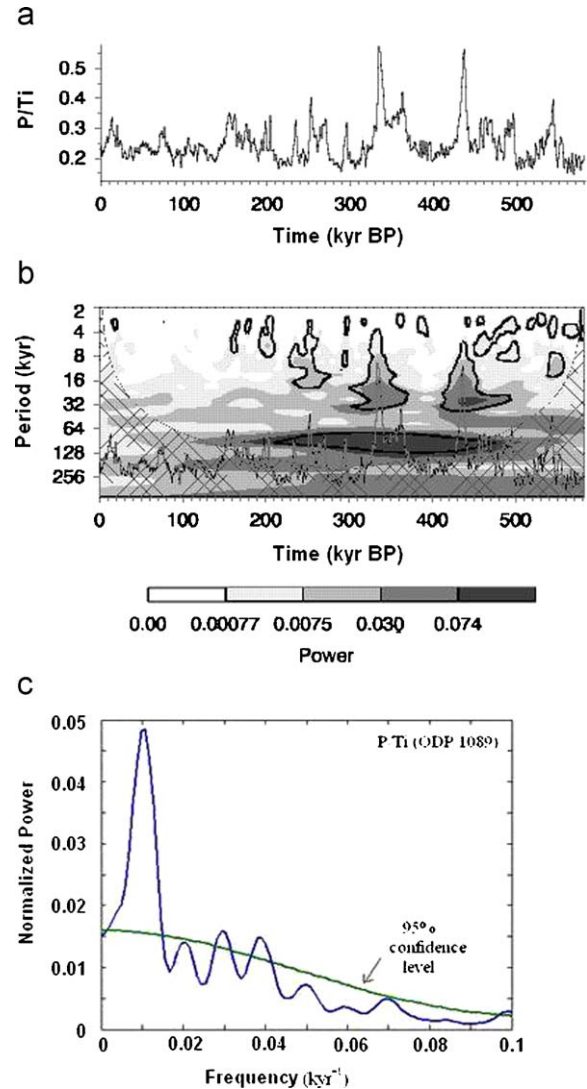 a
P/Ti
0.5
0.4
0.3
0.2
0 100 200 300 400 500
Time (kyr BP)
b
Period (kyr)
2
4
8
16
32
64
128
256
0 100 200 300 400 500
Time (kyr BP)
0.00 0.00077 0.0075 0.030 0.074
Power
c
Normalized Power
0.05
0.04
0.03
0.02
0.01
0
P Ti (ODP 1089)
95%
confidence
level
0 0.02 0.04 0.06 0.08 0.1
Frequency (kyr⁻¹)